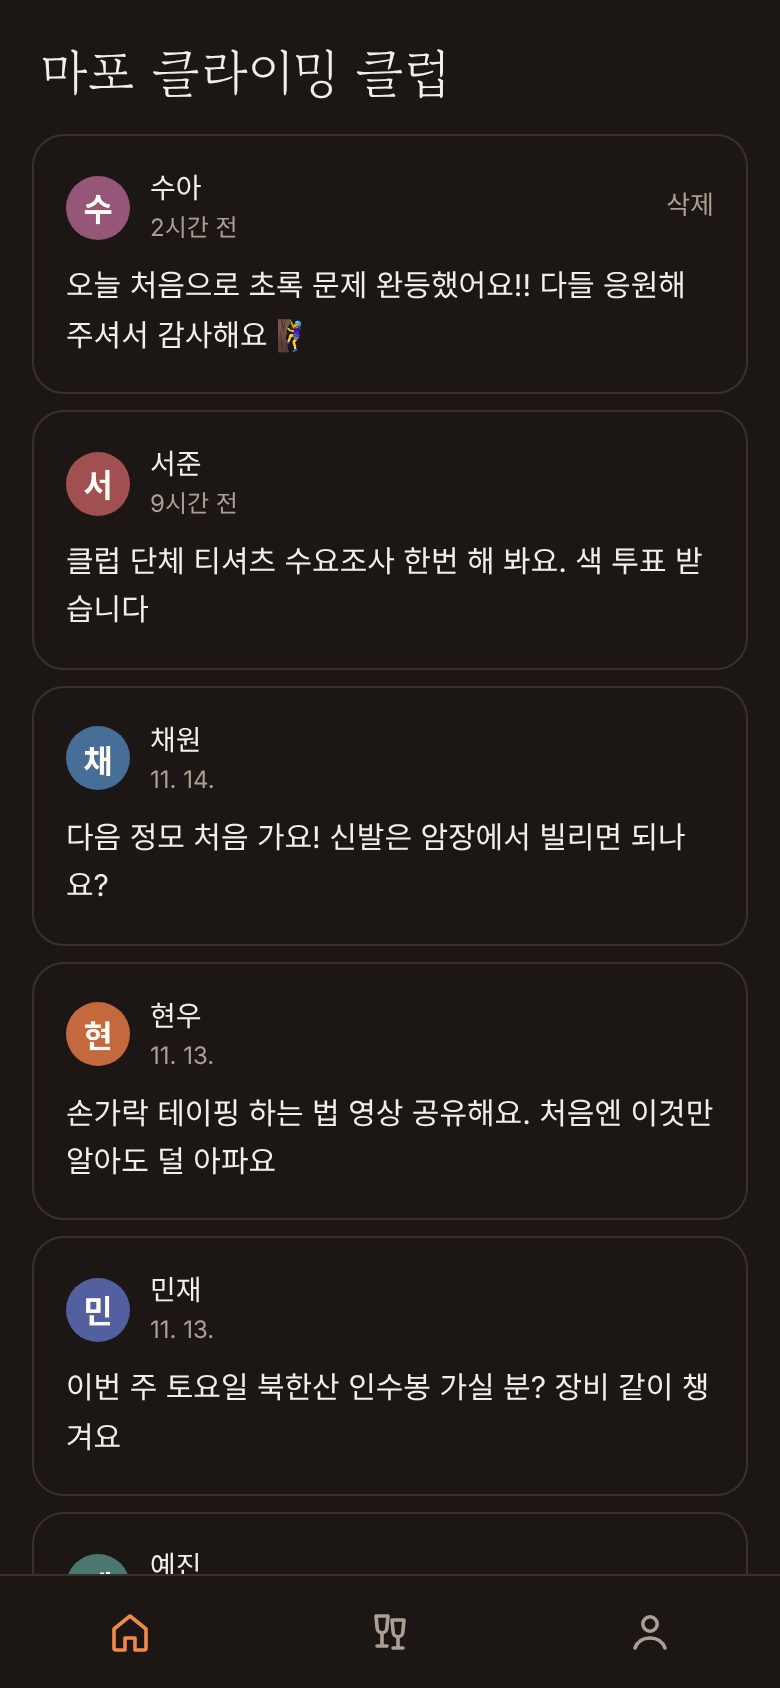 마포 클라이밍 클럽
수
수아
2시간 전
삭제
오늘 처음으로 초록 문제 완등했어요!! 다들 응원해
주셔서 감사해요 🧗‍♀️
서
서준
9시간 전
클럽 단체 티셔츠 수요조사 한번 해 봐요. 색 투표 받
습니다
채
채원
11. 14.
다음 정모 처음 가요! 신발은 암장에서 빌리면 되나
요?
현
현우
11. 13.
손가락 테이핑 하는 법 영상 공유해요. 처음엔 이것만
알아도 덜 아파요
민
민재
11. 13.
이번 주 토요일 북한산 인수봉 가실 분? 장비 같이 챙
겨요
예진